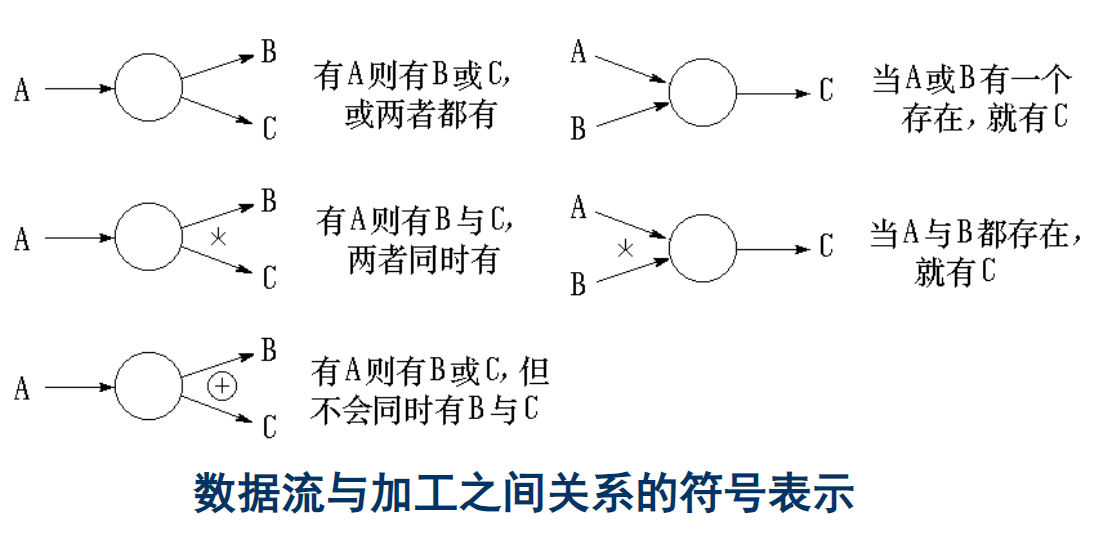 A
B
C
有A则有B或C，
或两者都有
A
B
C
当A或B有一个
存在，就有C
A
B
*
C
有A则有B与C，
两者同时有
A
*
B
C
当A与B都存在，
就有C
A
B
+
C
有A则有B或C，但
不会同时有B与C
数据流与加工之间关系的符号表示